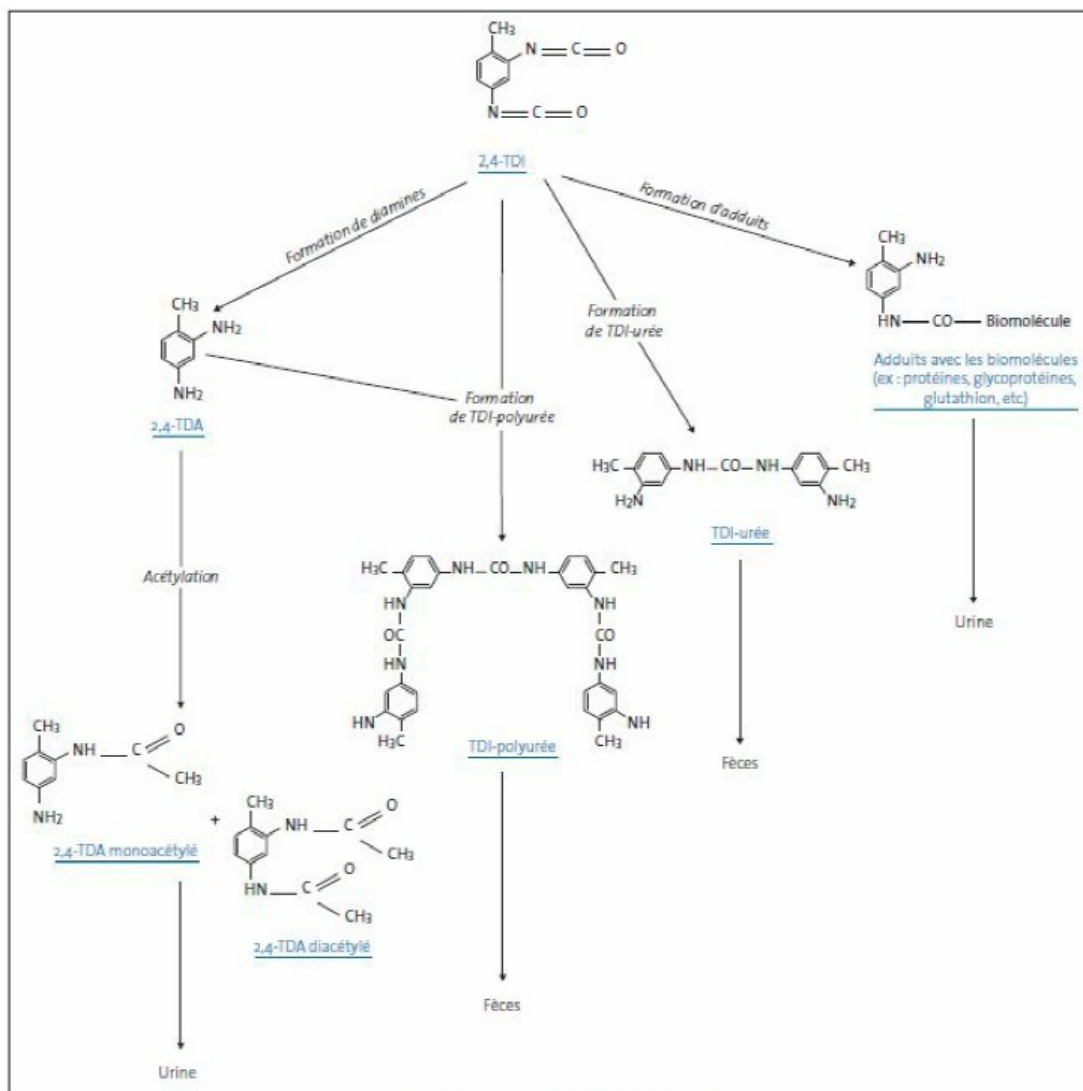 CH3
N=C=O
N=C=O
2,4-TDI
Formation de diamines
Formation d'adduits
CH3
NH2
HN—CO—Biomolécule
Adduits avec les biomolécules
(ex : protéines, glycoprotéines,
glutathion, etc)
CH3
NH2
NH2
2,4-TDA
Formation
de TDI-urée
Formation
de TDI-polyurée
H3C
NH—CO—NH
CH3
H2N
NH2
TDI-urée
Acétylation
H3C
NH—CO—NH
CH3
HN
NH
OC
CO
HN
NH
HN
NH
H3C
CH3
TDI-polyurée
Urine
Fèces
CH3
NH—C
O
CH3
NH2
2,4-TDA monoacétylé
+
CH3
NH—C
O
CH3
HN—C
O
CH3
2,4-TDA diacétylé
Fèces
Urine